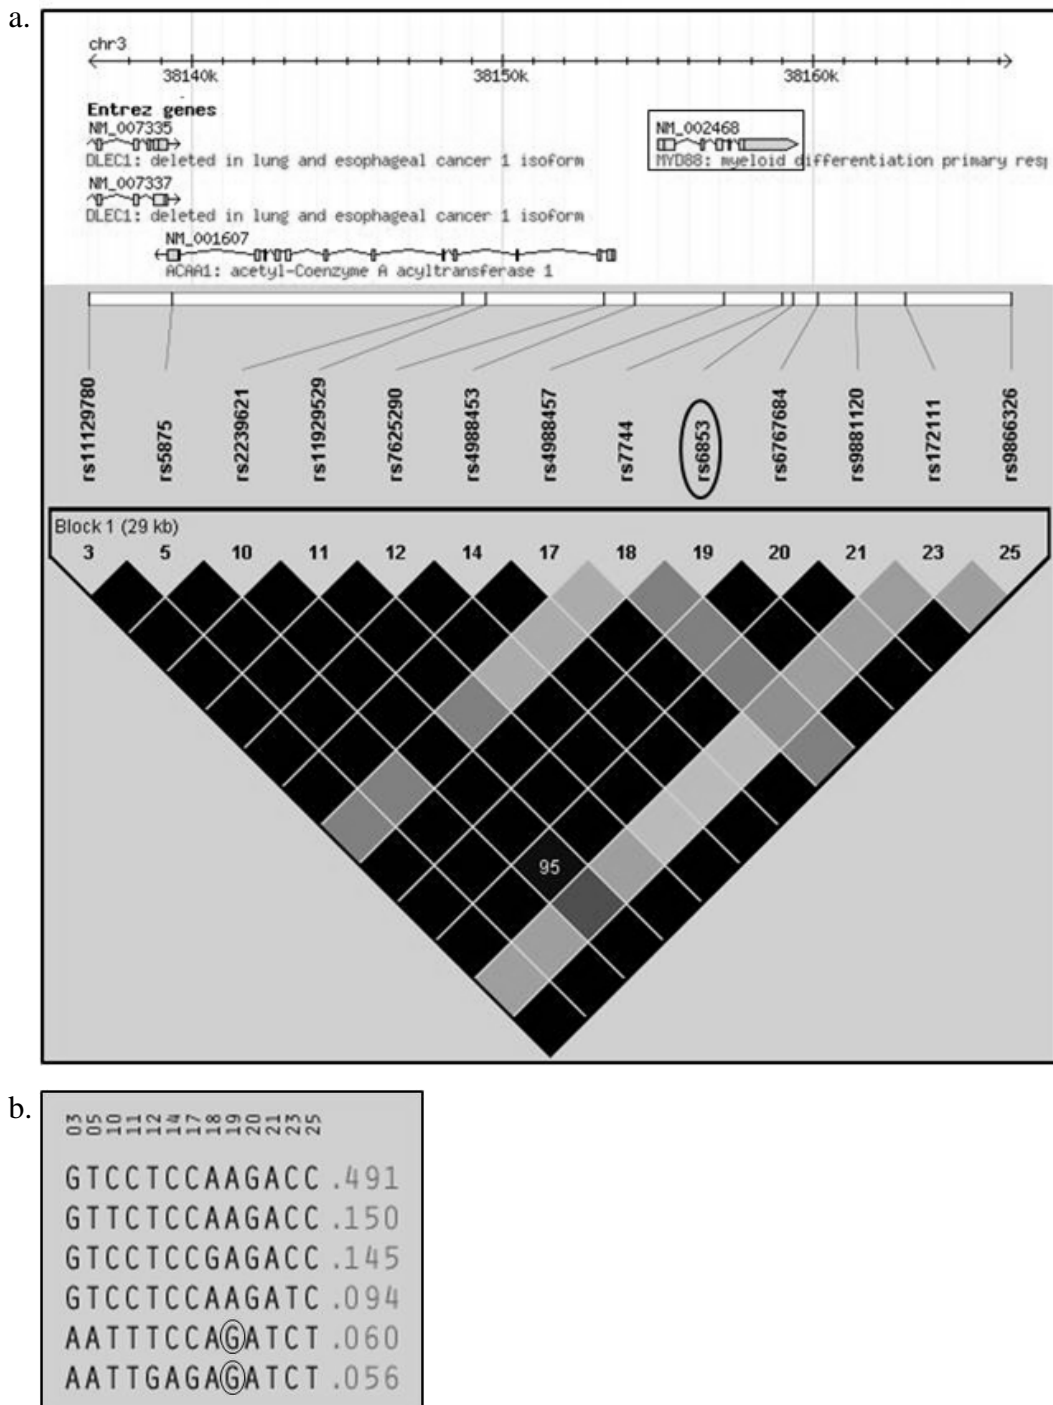 a.
chr3
38140k 38150k 38160k
Entrez genes
NM_007335
DLEC1: deleted in lung and esophageal cancer 1 isoform
NM_002468
MYD88: myeloid differentiation primary resp
NM_007337
DLEC1: deleted in lung and esophageal cancer 1 isoform
NM_001607
ACAA1: acetyl-Coenzyme A acyltransferase 1
rs11129780 rs5875 rs2239621 rs11929529 rs7625290 rs4988453 rs4988457 rs7744 rs6853 rs6767684 rs9881120 rs172111 rs9866326
Block 1 (29 kb)
3 5 10 11 12 14 17 18 19 20 21 23 25
95
b.
03 05 10 11 12 14 17 18 19 20 21 23 25
GTCCTCCAAGACC .491
GTTCTCCAAGACC .150
GTCCTCCGAGACC .145
GTCCTCCAAGATC .094
AATTTCCAGATCT .060
AATTGAGAGATCT .056